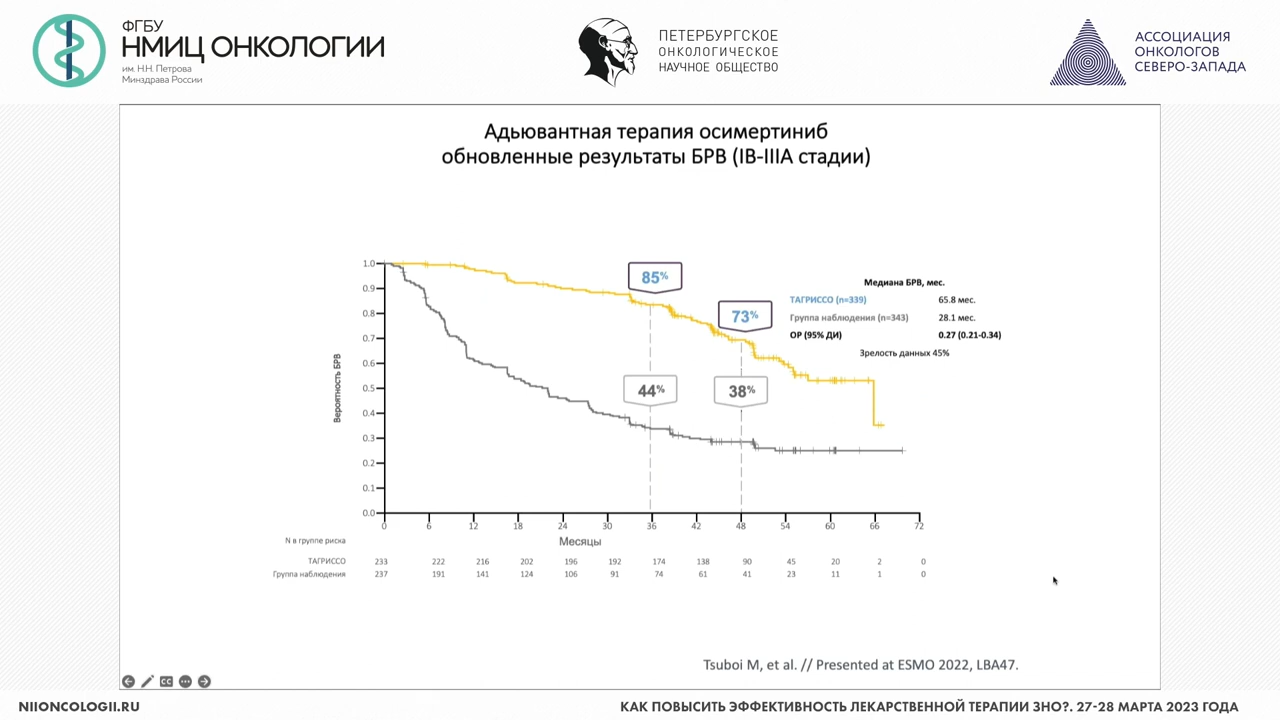 ФГБУ
НМИЦ ОНКОЛОГИИ
им. Н.Н. Петрова
Минздрава России
ПЕТЕРБУРГСКОЕ
ОНКОЛОГИЧЕСКОЕ
НАУЧНОЕ ОБЩЕСТВО
АССОЦИАЦИЯ
ОНКОЛОГОВ
СЕВЕРО-ЗАПАДА
Адьювантная терапия осимертиниб
обновленные результаты БРВ (IB-IIIA стадии)
Вероятность БРВ
1.0
0.9
0.8
0.7
0.6
0.5
0.4
0.3
0.2
0.1
0.0
85%
73%
44%
38%
Медиана БРВ, мес.
ТАГРИССО (n=339) 65.8 мес.
Группа наблюдения (n=343) 28.1 мес.
ОР (95% ДИ) 0.27 (0.21-0.34)
Зрелость данных 45%
0 6 12 18 24 30 36 42 48 54 60 66 72
Месяцы
N в группе риска
ТАГРИССО 233 222 216 202 196 192 174 138 90 45 20 2 0
Группа наблюдения 237 191 141 124 106 91 74 61 41 23 11 1 0
Tsuboi M, et al. // Presented at ESMO 2022, LBA47.
CC
NIIONCOLOGII.RU
КАК ПОВЫСИТЬ ЭФФЕКТИВНОСТЬ ЛЕКАРСТВЕННОЙ ТЕРАПИИ ЗНО?. 27-28 МАРТА 2023 ГОДА